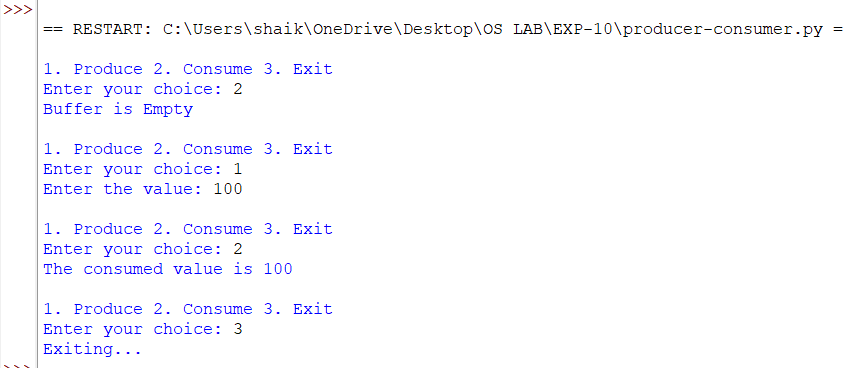 >>>
== RESTART: C:\Users\shaik\OneDrive\Desktop\OS LAB\EXP-10\producer-consumer.py =
1. Produce 2. Consume 3. Exit
Enter your choice: 2
Buffer is Empty
1. Produce 2. Consume 3. Exit
Enter your choice: 1
Enter the value: 100
1. Produce 2. Consume 3. Exit
Enter your choice: 2
The consumed value is 100
1. Produce 2. Consume 3. Exit
Enter your choice: 3
Exiting...
>>>